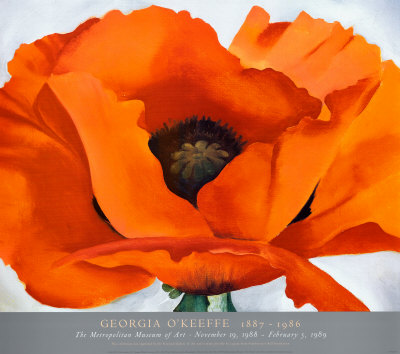 GEORGIA O'KEEFFE 1887 - 1986
The Metropolitan Museum of Art - November 19, 1988 - February 5, 1989